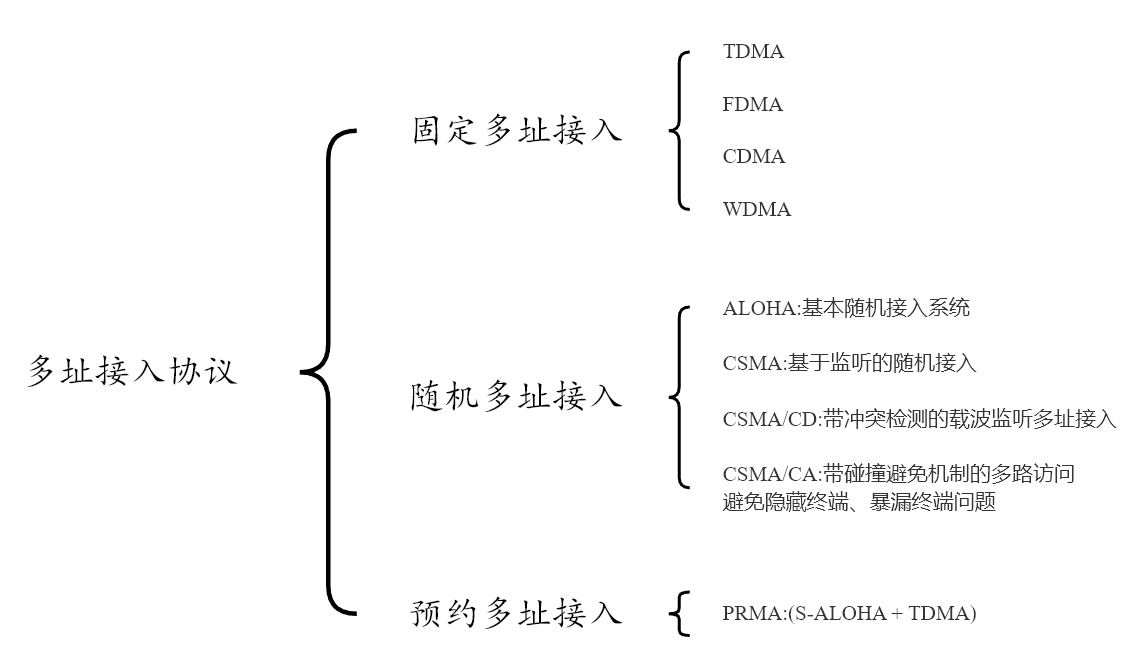 多址接入协议
固定多址接入
TDMA
FDMA
CDMA
WDMA
随机多址接入
ALOHA:基本随机接入系统
CSMA:基于监听的随机接入
CSMA/CD:带冲突检测的载波监听多址接入
CSMA/CA:带碰撞避免机制的多路访问
避免隐藏终端、暴漏终端问题
预约多址接入
PRMA:(S-ALOHA + TDMA)